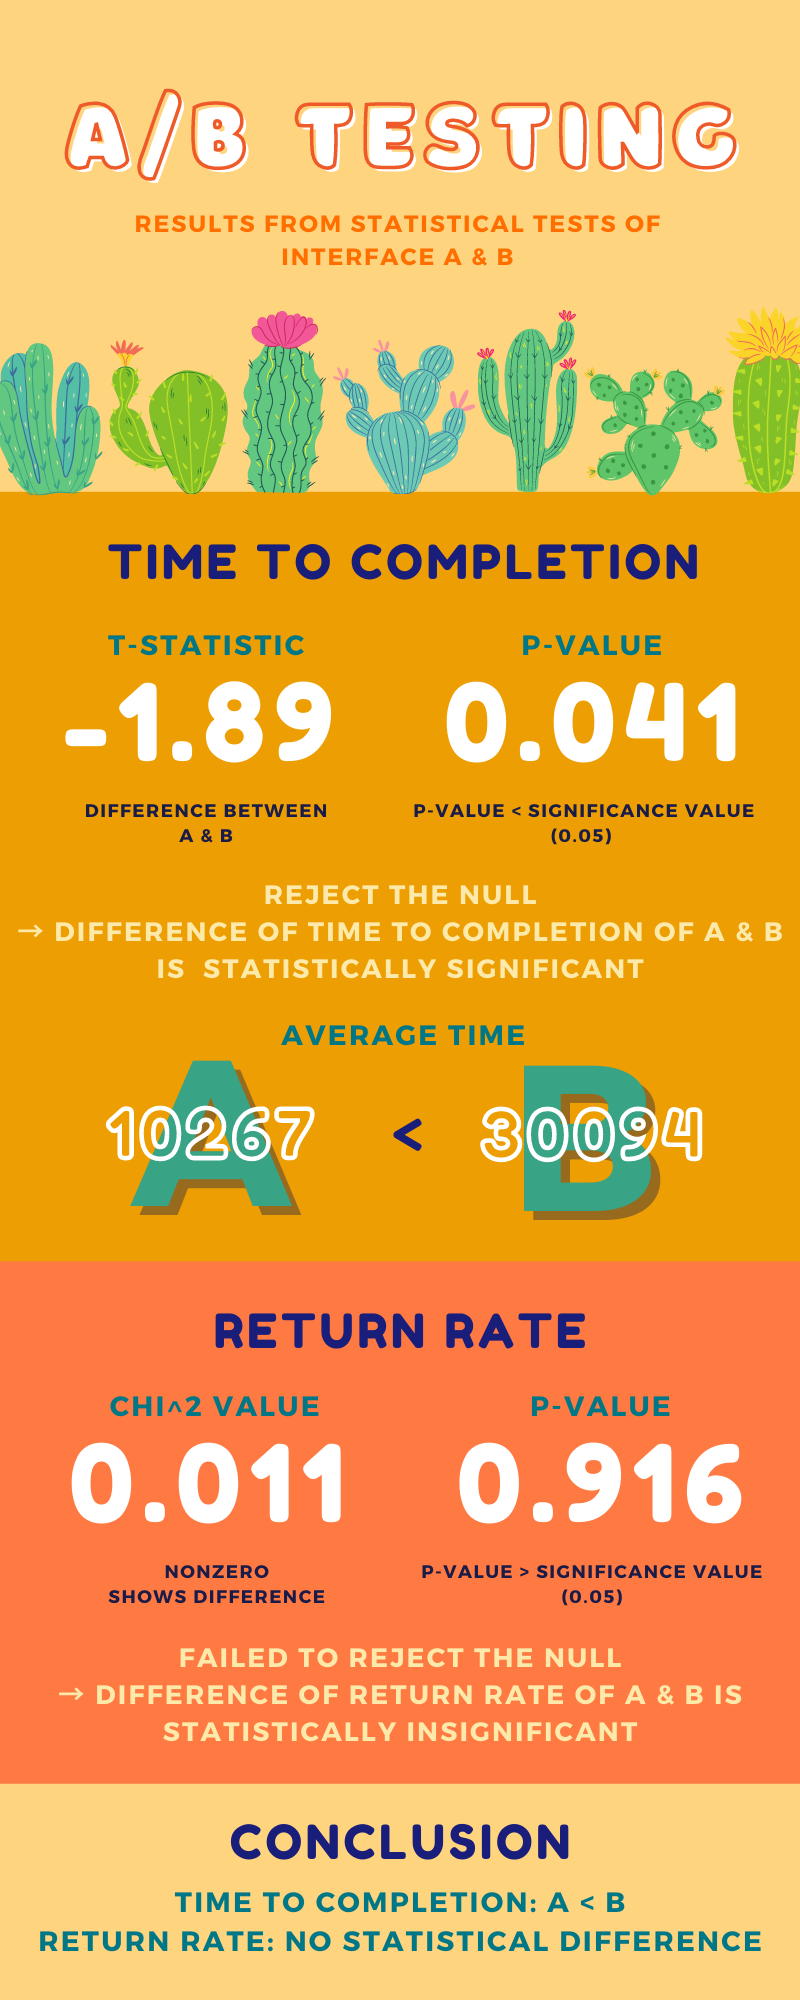 A/B TESTING
RESULTS FROM STATISTICAL TESTS OF
INTERFACE A & B
TIME TO COMPLETION
T-STATISTIC
-1.89
DIFFERENCE BETWEEN
A & B
P-VALUE
0.041
P-VALUE < SIGNIFICANCE VALUE
(0.05)
REJECT THE NULL
→ DIFFERENCE OF TIME TO COMPLETION OF A & B
IS STATISTICALLY SIGNIFICANT
AVERAGE TIME
A
10267
<
B
30094
RETURN RATE
CHI^2 VALUE
0.011
NONZERO
SHOWS DIFFERENCE
P-VALUE
0.916
P-VALUE > SIGNIFICANCE VALUE
(0.05)
FAILED TO REJECT THE NULL
→ DIFFERENCE OF RETURN RATE OF A & B IS
STATISTICALLY INSIGNIFICANT
CONCLUSION
TIME TO COMPLETION: A < B
RETURN RATE: NO STATISTICAL DIFFERENCE